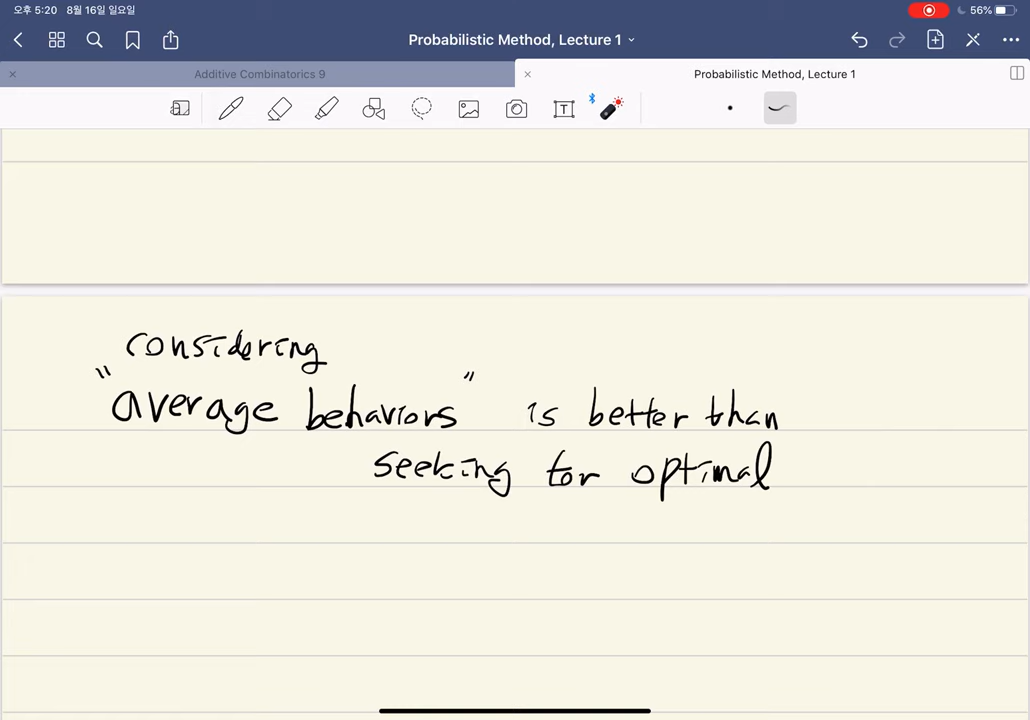 오후 5:20 8월 16일 일요일 56%
Probabilistic Method, Lecture 1
Additive Combinatorics 9 Probabilistic Method, Lecture 1
considering
"average behaviors" is better than
seeking for optimal